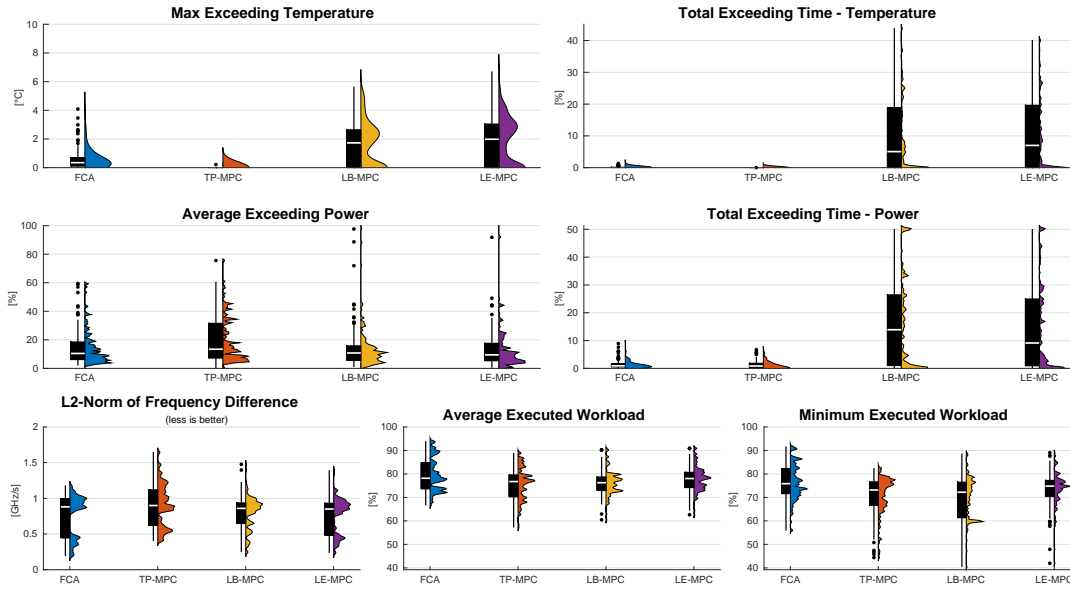 Max Exceeding Temperature
10
8
6
4
2
0
[°C]
FCA TP-MPC LB-MPC LE-MPC
Total Exceeding Time - Temperature
40
30
20
10
0
[%]
FCA TP-MPC LB-MPC LE-MPC
Average Exceeding Power
100
80
60
40
20
0
[%]
FCA TP-MPC LB-MPC LE-MPC
Total Exceeding Time - Power
50
40
30
20
10
0
[%]
FCA TP-MPC LB-MPC LE-MPC
L2-Norm of Frequency Difference
(less is better)
2
1.5
1
0.5
0
[GHz/s]
FCA TP-MPC LB-MPC LE-MPC
Average Executed Workload
100
90
80
70
60
50
40
[%]
FCA TP-MPC LB-MPC LE-MPC
Minimum Executed Workload
100
90
80
70
60
50
40
[%]
FCA TP-MPC LB-MPC LE-MPC